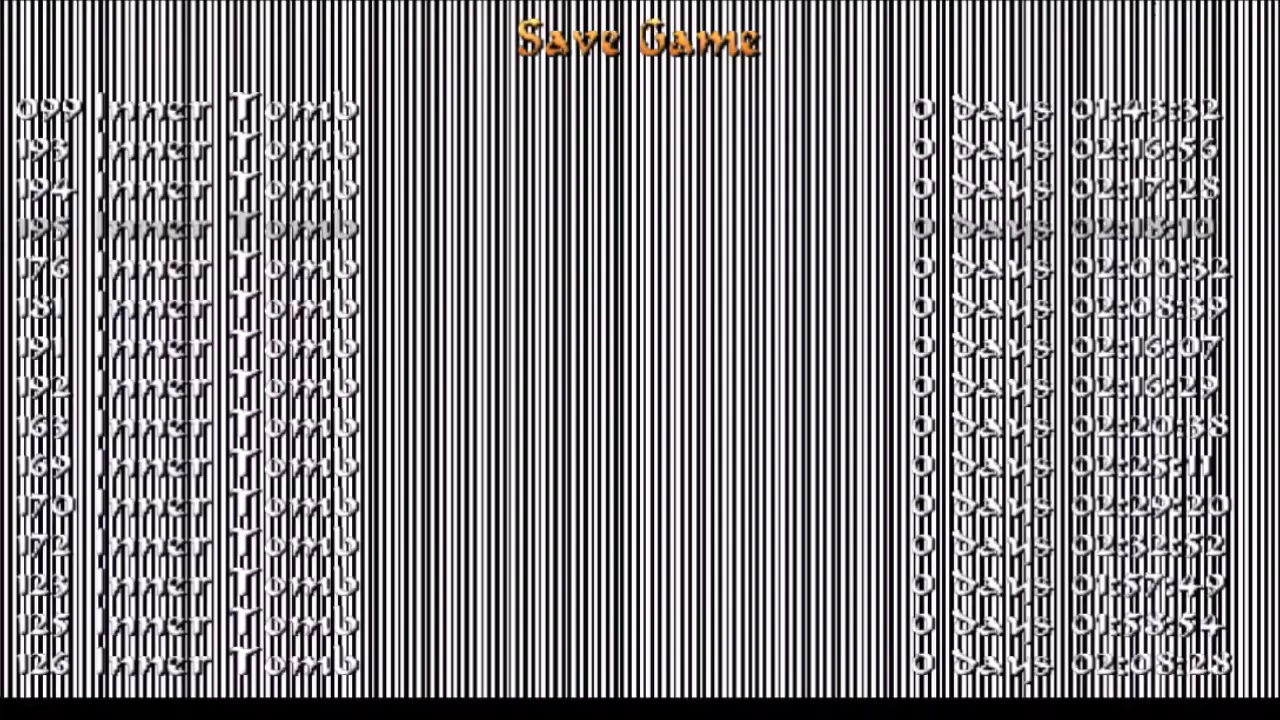 Save Game
099 Inner Tomb 0 days 01:43:32
193 Inner Tomb 0 days 02:16:56
194 Inner Tomb 0 days 02:17:28
195 Inner Tomb 0 days 02:18:10
176 Inner Tomb 0 days 02:00:32
181 Inner Tomb 0 days 02:08:39
191 Inner Tomb 0 days 02:16:07
192 Inner Tomb 0 days 02:16:29
163 Inner Tomb 0 days 02:20:38
169 Inner Tomb 0 days 02:25:11
170 Inner Tomb 0 days 02:29:20
172 Inner Tomb 0 days 02:32:52
123 Inner Tomb 0 days 01:57:49
125 Inner Tomb 0 days 01:58:54
126 Inner Tomb 0 days 02:08:28